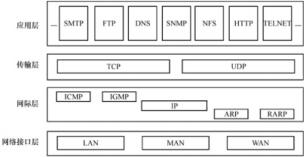 应用层 SMTP FTP DNS SNMP NFS HTTP TELNET
传输层 TCP UDP
网际层 ICMP IGMP
IP
ARP RARP
网络接口层 LAN MAN WAN